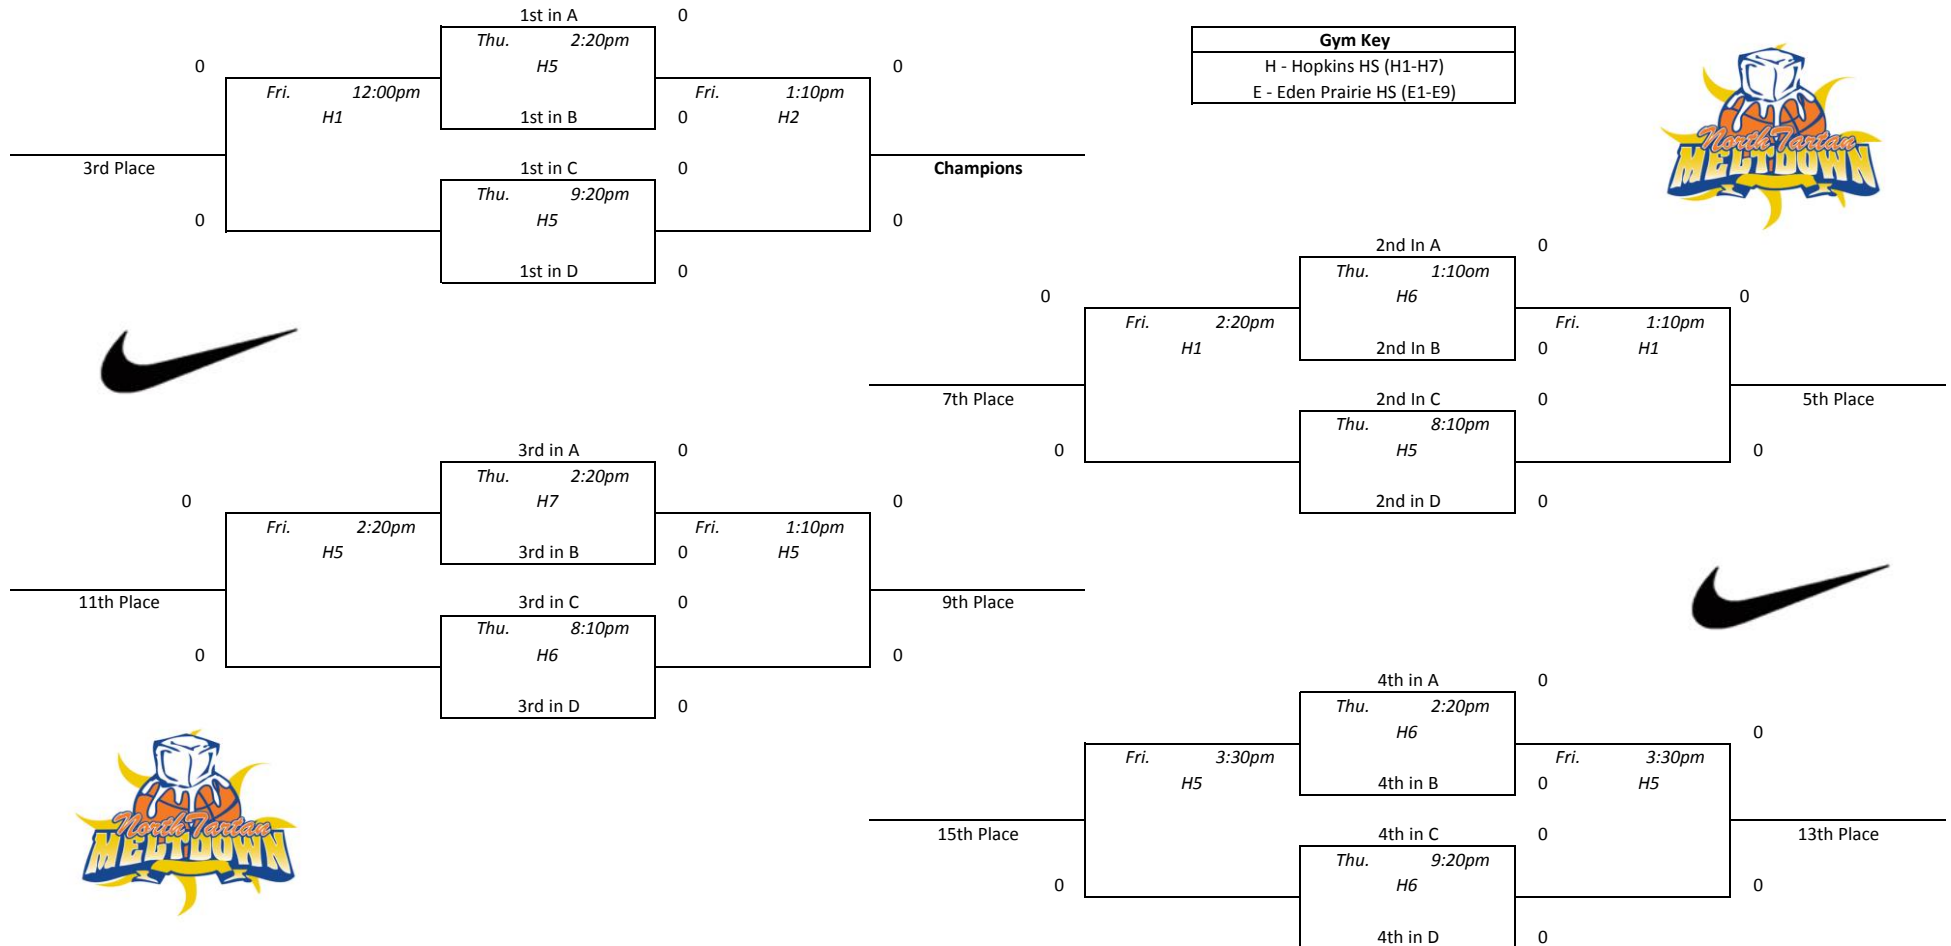 1st in A 0
Thu. 2:20pm
H5
0 0
Fri. 12:00pm Fri. 1:10pm
H1 1st in B 0 H2
3rd Place 1st in C 0 Champions
Thu. 9:20pm
0 H5 0
1st in D 0
Gym Key
H - Hopkins HS (H1-H7)
E - Eden Prairie HS (E1-E9)
North Tartan
MELTDOWN
2nd In A 0
Thu. 1:10om
0 H6 0
Fri. 2:20pm Fri. 1:10pm
H1 2nd In B 0 H1
7th Place 2nd In C 0 5th Place
Thu. 8:10pm
0 H5 0
2nd in D 0
3rd in A 0
Thu. 2:20pm
0 H7 0
Fri. 2:20pm Fri. 1:10pm
H5 3rd in B 0 H5
11th Place 3rd in C 0 9th Place
Thu. 8:10pm
0 H6 0
3rd in D 0
4th in A 0
Thu. 2:20pm
H6 0
Fri. 3:30pm Fri. 3:30pm
H5 4th in B 0 H5
15th Place 4th in C 0 13th Place
Thu. 9:20pm
0 H6 0
4th in D 0
North Tartan
MELTDOWN